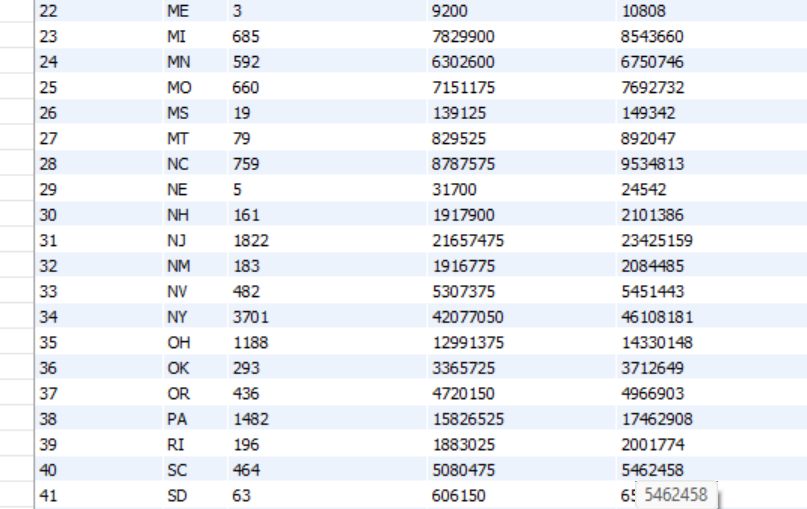 22 ME 3 9200 10808
23 MI 685 7829900 8543660
24 MN 592 6302600 6750746
25 MO 660 7151175 7692732
26 MS 19 139125 149342
27 MT 79 829525 892047
28 NC 759 8787575 9534813
29 NE 5 31700 24542
30 NH 161 1917900 2101386
31 NJ 1822 21657475 23425159
32 NM 183 1916775 2084485
33 NV 482 5307375 5451443
34 NY 3701 42077050 46108181
35 OH 1188 12991375 14330148
36 OK 293 3365725 3712649
37 OR 436 4720150 4966903
38 PA 1482 15826525 17462908
39 RI 196 1883025 2001774
40 SC 464 5080475 5462458
41 SD 63 606150
5462458